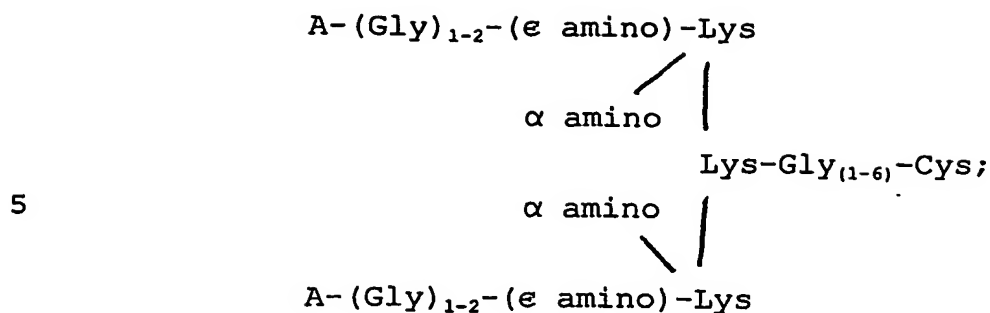 A-(Gly)₁₋₂-(ε amino)-Lys
α amino
Lys-Gly₍₁₋₆₎-Cys;
5
α amino
A-(Gly)₁₋₂-(ε amino)-Lys